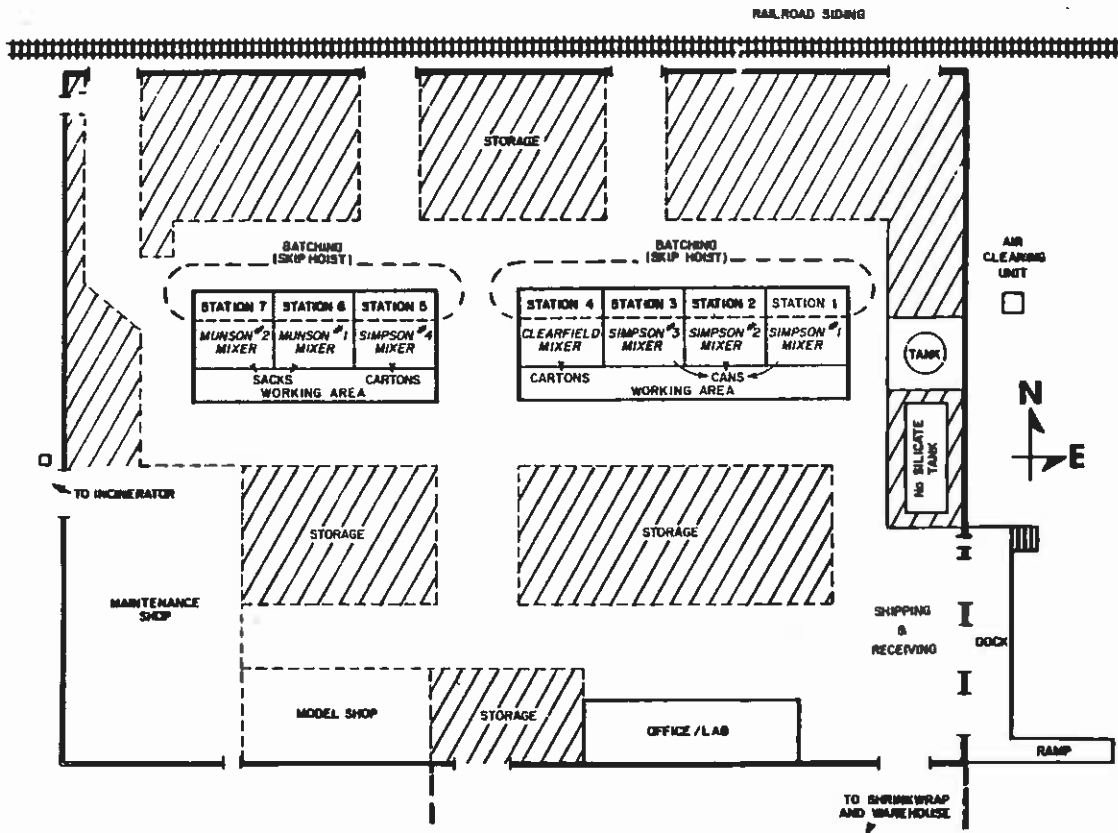 RAILROAD SIDING
STORAGE
BATCHING
(SKIP HOIST)
BATCHING
(SKIP HOIST)
AIR
CLEANING
UNIT
STATION 7
STATION 6
STATION 5
MUNSON #2
MIXER
MUNSON #1
MIXER
SIMPSON #4
MIXER
SACKS
CARTONS
WORKING AREA
STATION 4
STATION 3
STATION 2
STATION 1
CLEARFIELD
MIXER
SIMPSON #3
MIXER
SIMPSON #2
MIXER
SIMPSON #1
MIXER
CARTONS
CANS
WORKING AREA
TANK
N
E
SILICATE
TANK
TO INCINERATOR
STORAGE
STORAGE
MAINTENANCE
SHOP
SHIPPING
&
RECEIVING
DOCK
MODEL SHOP
STORAGE
OFFICE/LAB
RAMP
TO SHRINKWRAP
AND WAREHOUSE